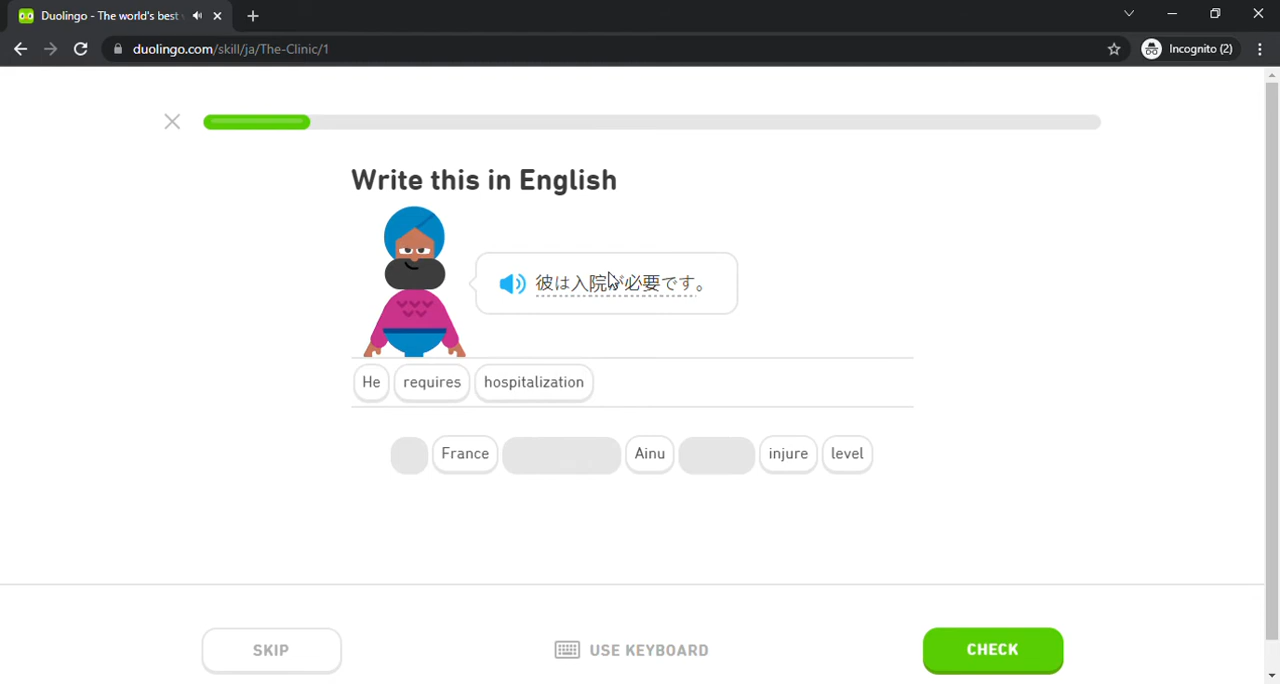 Duolingo - The world's best
duolingo.com/skill/ja/The-Clinic/1
Incognito (2)
Write this in English
彼は入院が必要です。
He requires hospitalization
France Ainu injure level
SKIP
USE KEYBOARD
CHECK